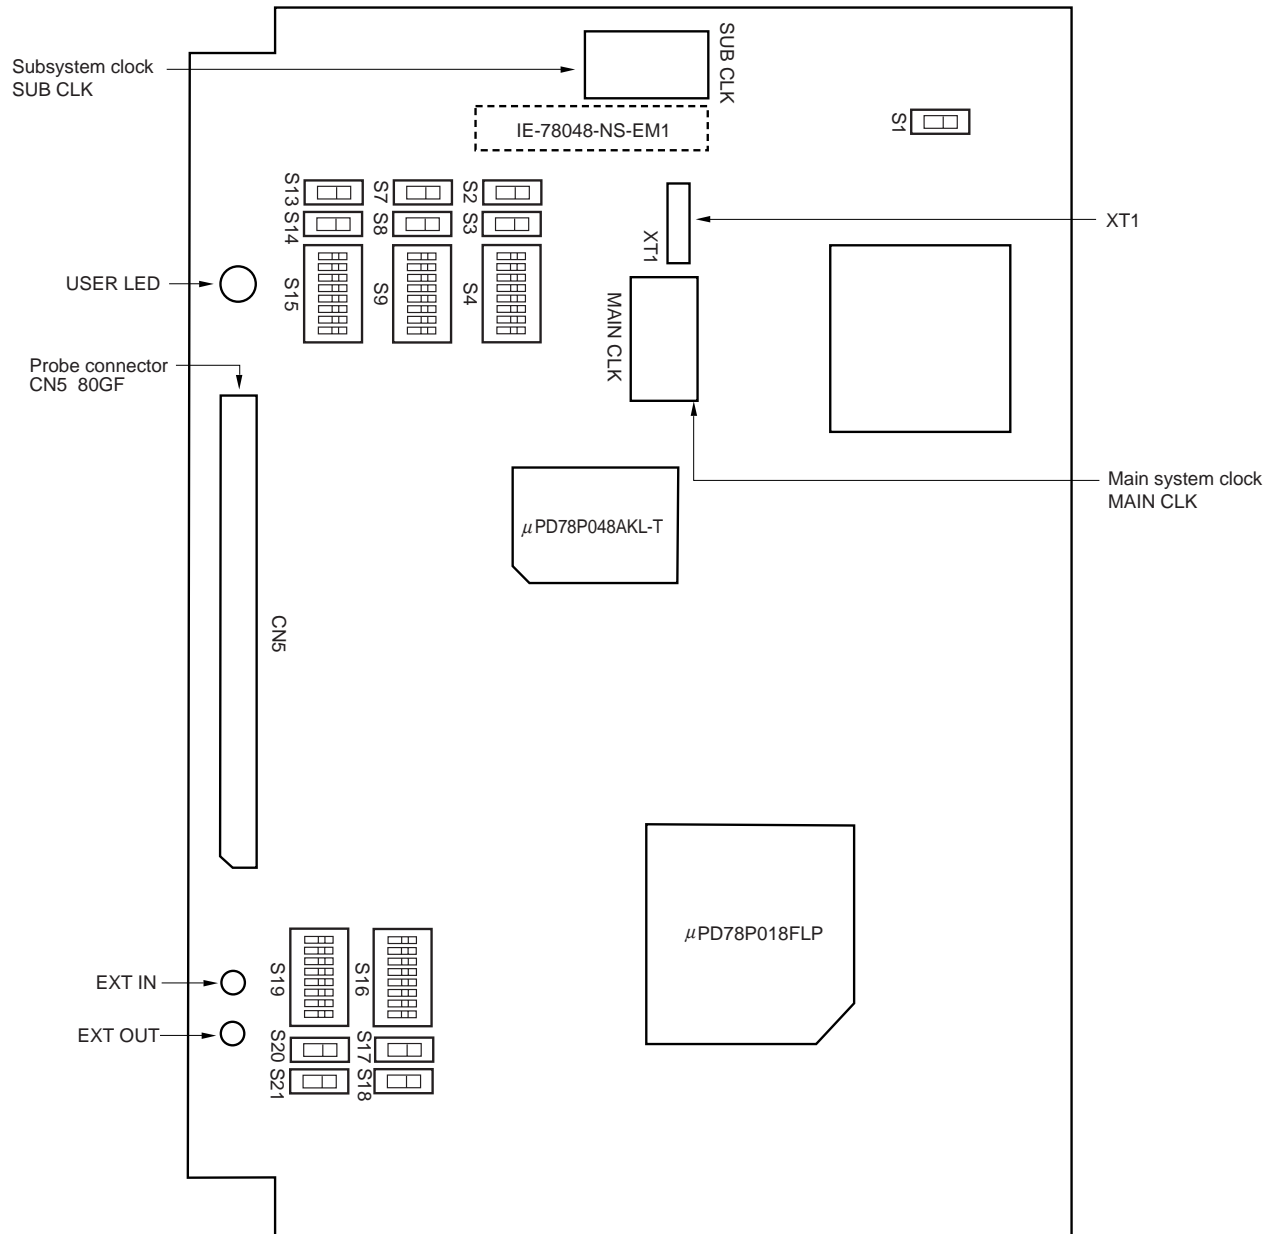 Subsystem clock
SUB CLK
SUB CLK
IE-78048-NS-EM1
S1
S13
S7
S2
S14
S8
S3
XT1
XT1
USER LED
S15
S9
S4
MAIN CLK
Probe connector
CN5 80GF
Main system clock
MAIN CLK
μPD78P048AKL-T
CN5
μPD78P018FLP
EXT IN
S19
S16
EXT OUT
S20
S17
S21
S18